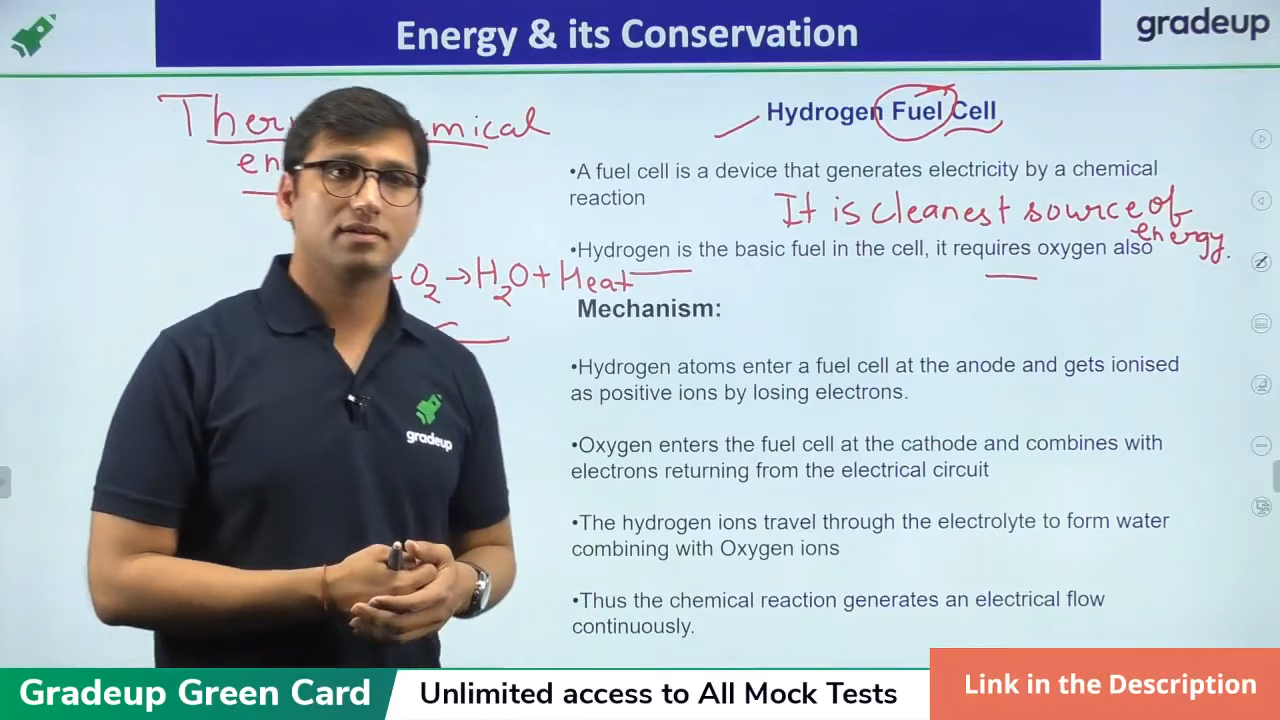 Energy & its Conservation
gradeup
Hydrogen Fuel Cell
•A fuel cell is a device that generates electricity by a chemical
reaction
It is cleanest source of
energy.
•Hydrogen is the basic fuel in the cell, it requires oxygen also
O2 → H2O + Heat
Mechanism:
•Hydrogen atoms enter a fuel cell at the anode and gets ionised
as positive ions by losing electrons.
•Oxygen enters the fuel cell at the cathode and combines with
electrons returning from the electrical circuit
•The hydrogen ions travel through the electrolyte to form water
combining with Oxygen ions
•Thus the chemical reaction generates an electrical flow
continuously.
gradeup
Gradeup Green Card
Unlimited access to All Mock Tests
Link in the Description